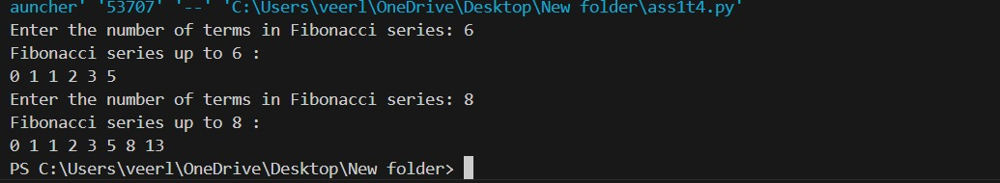 auncher' '53707' '--' 'C:\Users\veerl\OneDrive\Desktop\New folder\ass1t4.py'
Enter the number of terms in Fibonacci series: 6
Fibonacci series up to 6 :
0 1 1 2 3 5
Enter the number of terms in Fibonacci series: 8
Fibonacci series up to 8 :
0 1 1 2 3 5 8 13
PS C:\Users\veerl\OneDrive\Desktop\New folder>